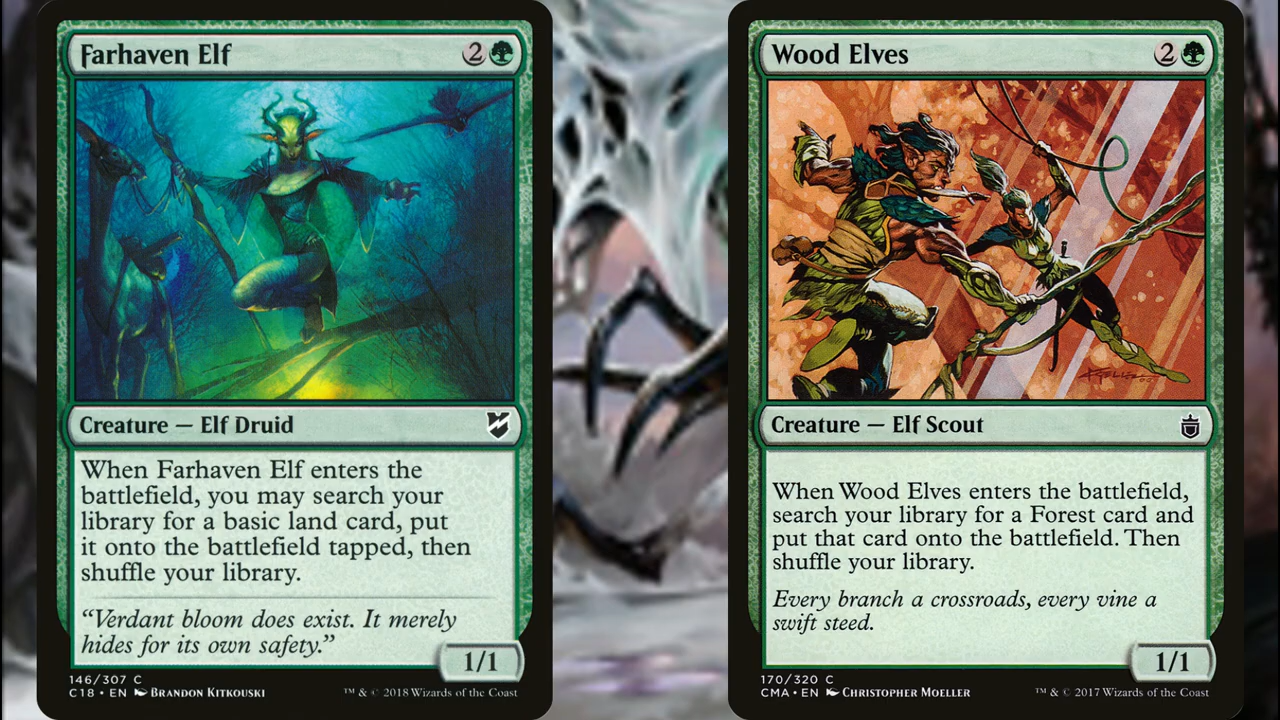 Farhaven Elf 2
Creature — Elf Druid
When Farhaven Elf enters the
battlefield, you may search your
library for a basic land card, put
it onto the battlefield tapped, then
shuffle your library.
“Verdant bloom does exist. It merely
hides for its own safety.”
1/1
146/307 C
C18 • EN Brandon Kitkouski
™ & © 2018 Wizards of the Coast
Wood Elves 2
Creature — Elf Scout
When Wood Elves enters the battlefield,
search your library for a Forest card and
put that card onto the battlefield. Then
shuffle your library.
Every branch a crossroads, every vine a
swift steed.
1/1
170/320 C
CMA • EN Christopher Moeller
™ & © 2017 Wizards of the Coast